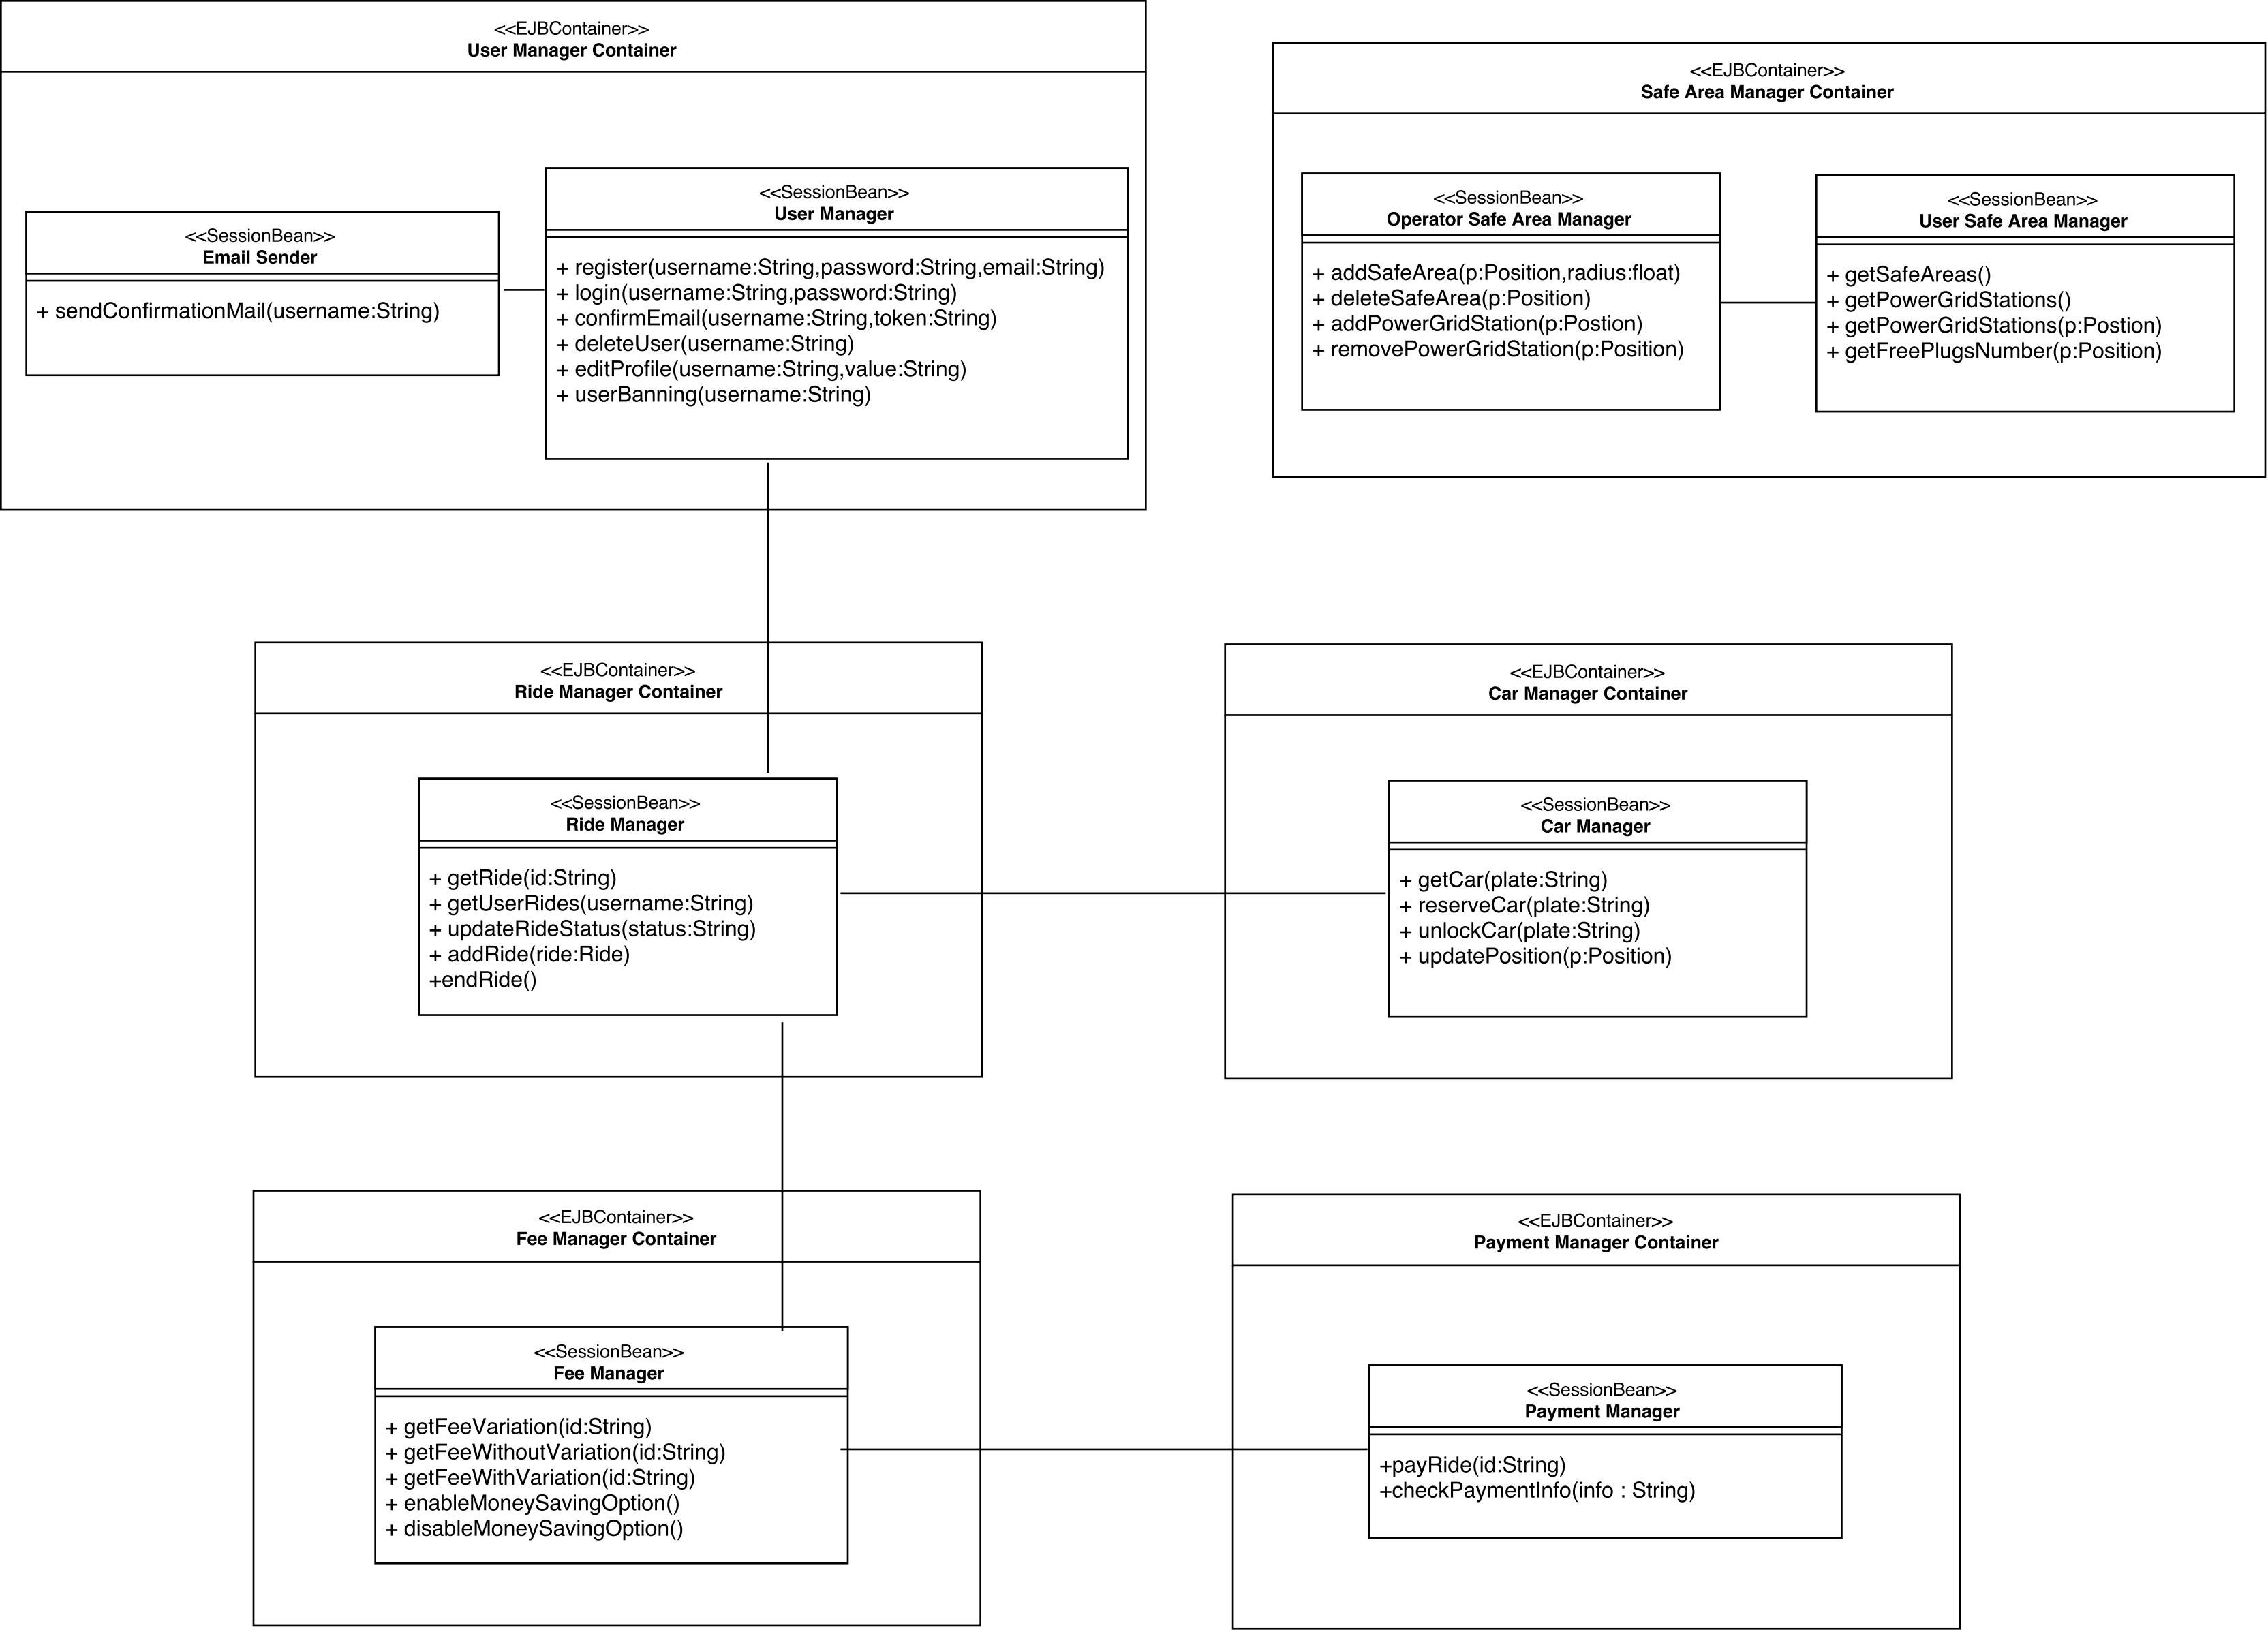 <<EJBContainer>>
User Manager Container
<<SessionBean>>
Email Sender
+ sendConfirmationMail(username:String)
<<SessionBean>>
User Manager
+ register(username:String,password:String,email:String)
+ login(username:String,password:String)
+ confirmEmail(username:String,token:String)
+ deleteUser(username:String)
+ editProfile(username:String,value:String)
+ userBanning(username:String)
<<EJBContainer>>
Safe Area Manager Container
<<SessionBean>>
Operator Safe Area Manager
+ addSafeArea(p:Position,radius:float)
+ deleteSafeArea(p:Position)
+ addPowerGridStation(p:Postion)
+ removePowerGridStation(p:Position)
<<SessionBean>>
User Safe Area Manager
+ getSafeAreas()
+ getPowerGridStations()
+ getPowerGridStations(p:Postion)
+ getFreePlugsNumber(p:Position)
<<EJBContainer>>
Ride Manager Container
<<SessionBean>>
Ride Manager
+ getRide(id:String)
+ getUserRides(username:String)
+ updateRideStatus(status:String)
+ addRide(ride:Ride)
+endRide()
<<EJBContainer>>
Car Manager Container
<<SessionBean>>
Car Manager
+ getCar(plate:String)
+ reserveCar(plate:String)
+ unlockCar(plate:String)
+ updatePosition(p:Position)
<<EJBContainer>>
Fee Manager Container
<<SessionBean>>
Fee Manager
+ getFeeVariation(id:String)
+ getFeeWithoutVariation(id:String)
+ getFeeWithVariation(id:String)
+ enableMoneySavingOption()
+ disableMoneySavingOption()
<<EJBContainer>>
Payment Manager Container
<<SessionBean>>
Payment Manager
+payRide(id:String)
+checkPaymentInfo(info : String)